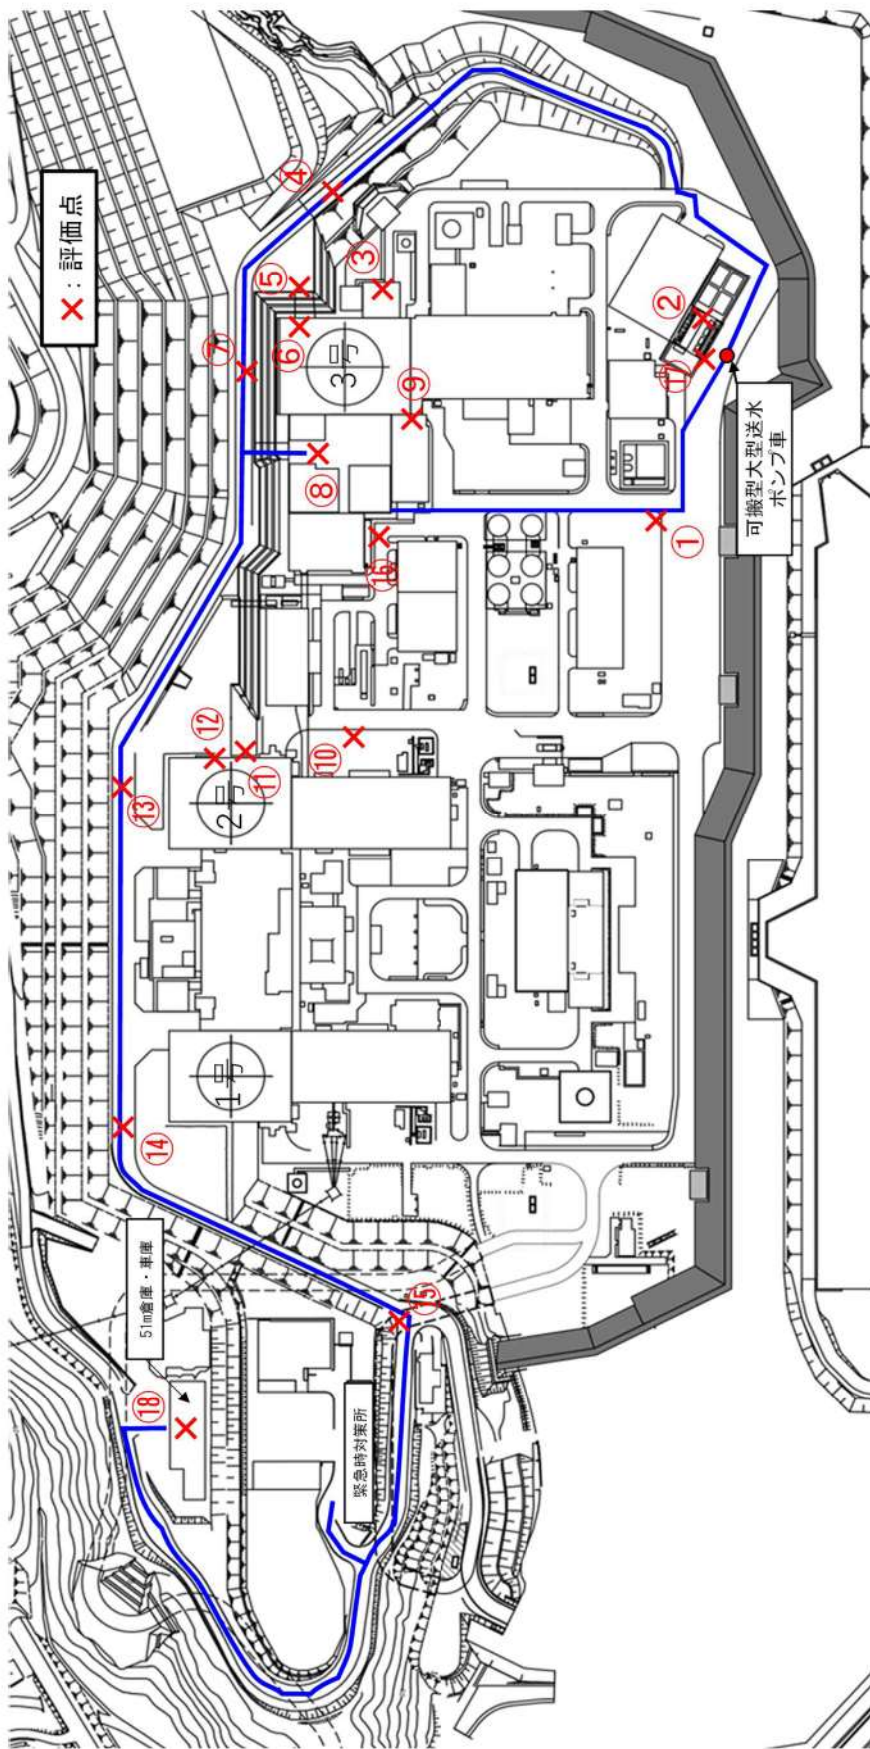 ✕：評価点
④
⑤
③
⑦
⑥
3号
⑨
⑧
②
⑰
①
可搬型大型送水
ポンプ車
⑯
⑫
⑪
⑩
⑬
2号
1号
⑭
51m倉庫・車庫
⑮
⑱
緊急時対策所